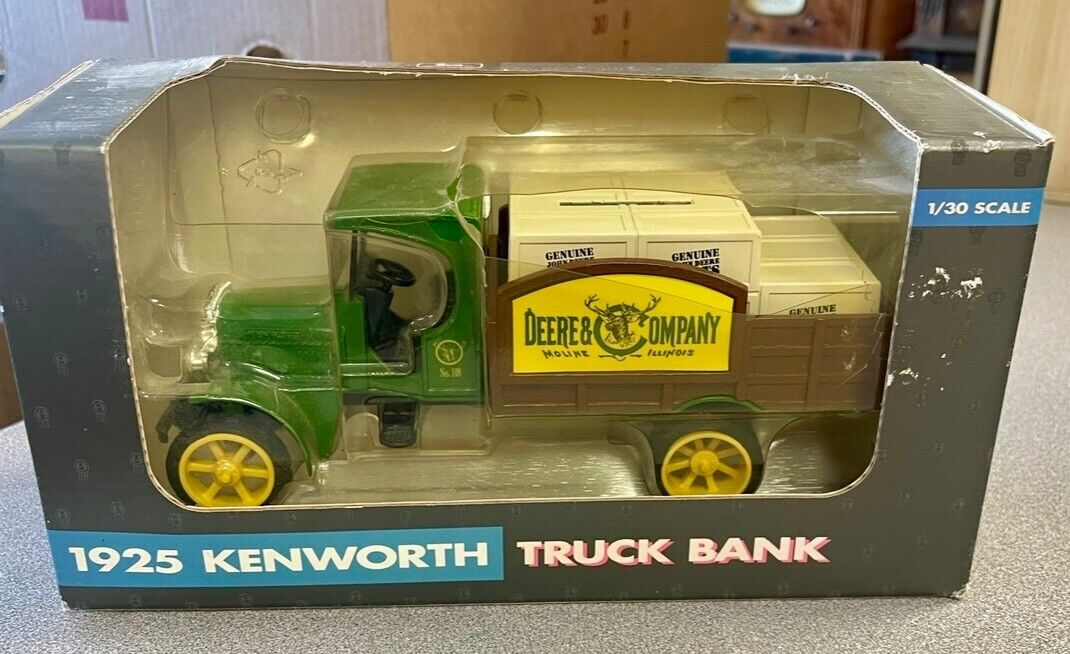 30
1/30 SCALE
GENUINE
JOHN DEERE
GENUINE
JOHN DEERE
GENUINE
DEERE & COMPANY
MOLINE ILLINOIS
No. 108
1925 KENWORTH TRUCK BANK